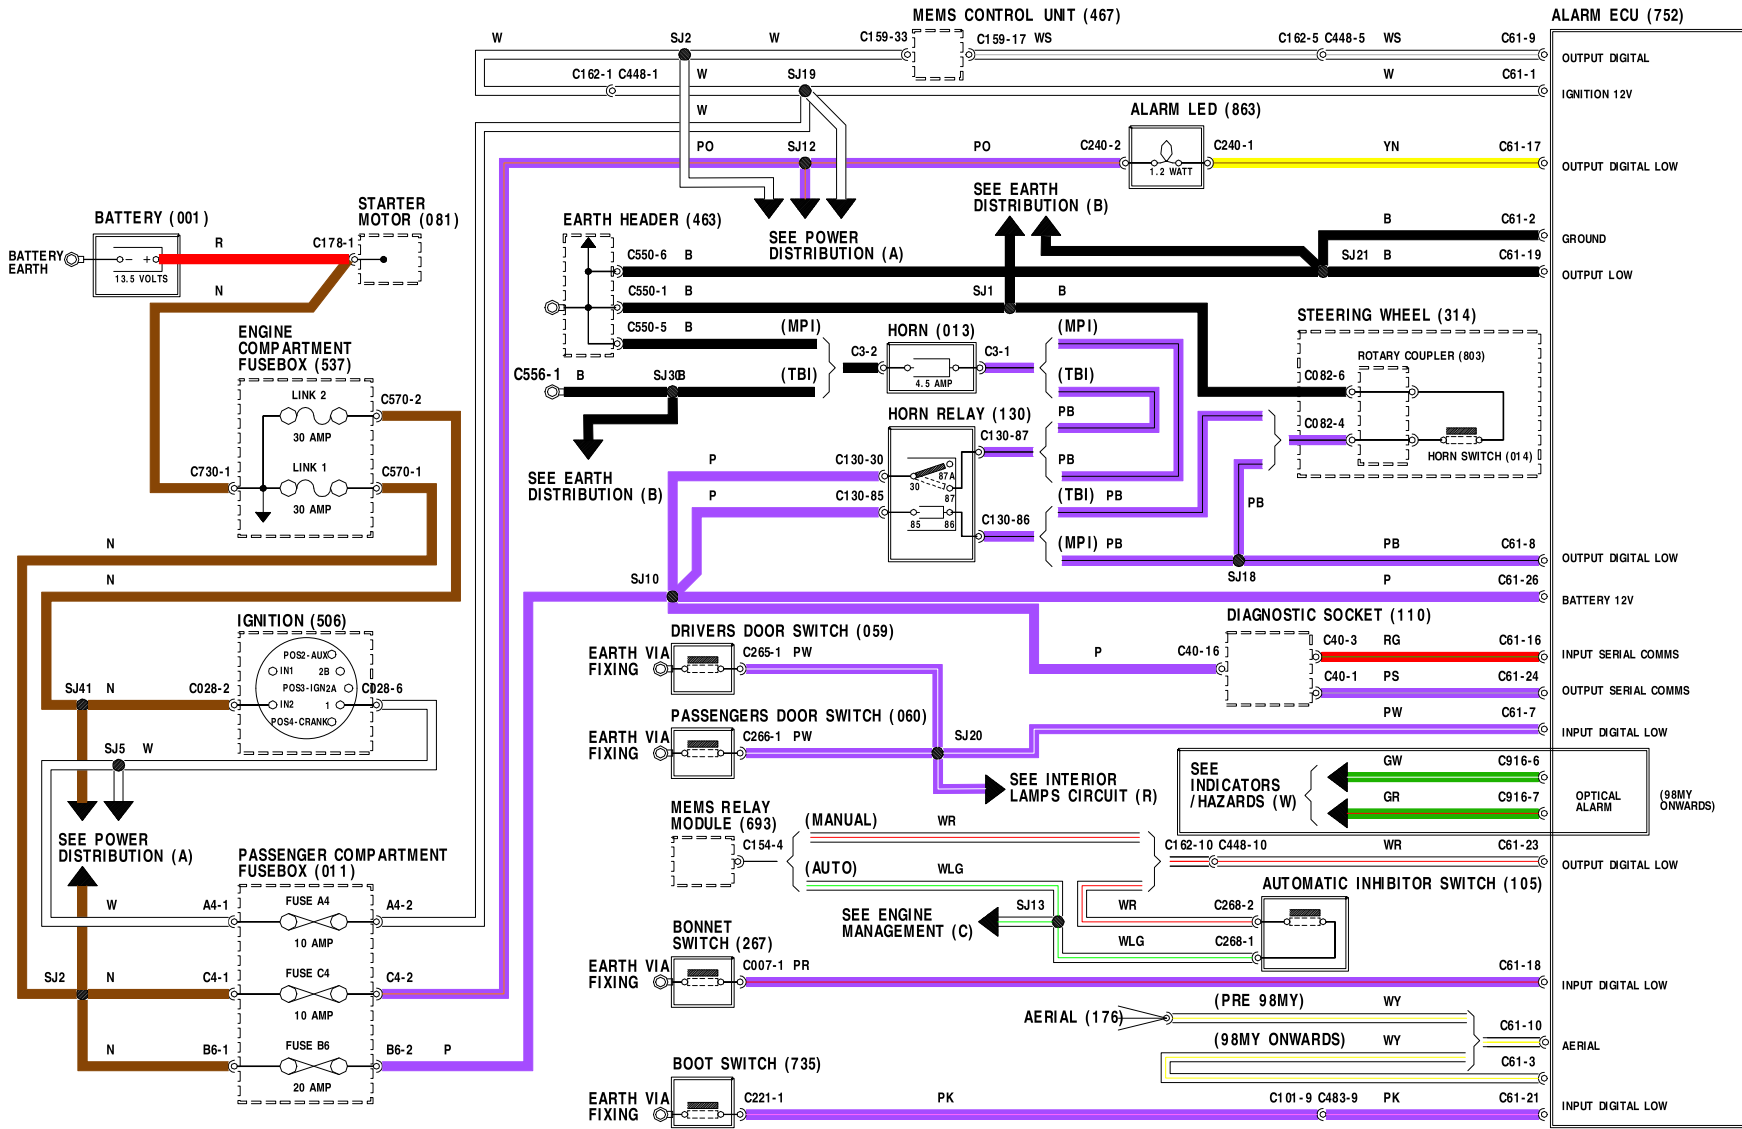 MEMS CONTROL UNIT (467)
ALARM ECU (752)
W
SJ2
W
C159-33
C159-17 WS
C162-5 C448-5 WS
C61-9
OUTPUT DIGITAL
C162-1 C448-1
W
SJ19
W
C61-1
IGNITION 12V
W
ALARM LED (863)
PO
SJ12
PO
C240-2
1.2 WATT
C240-1
YN
C61-17
OUTPUT DIGITAL LOW
SEE POWER
DISTRIBUTION (A)
SEE EARTH
DISTRIBUTION (B)
B
C61-2
GROUND
SJ21 B
C61-19
OUTPUT LOW
BATTERY (001)
STARTER
MOTOR (081)
BATTERY
EARTH
- +
13.5 VOLTS
R
C178-1
N
EARTH HEADER (463)
C550-6 B
C550-1 B
SJ1
B
C550-5 B
(MPI)
C556-1 B
SJ30B
(TBI)
SEE EARTH
DISTRIBUTION (B)
HORN (013)
C3-2
4.5 AMP
C3-1
(MPI)
(TBI)
PB
PB
STEERING WHEEL (314)
ROTARY COUPLER (803)
C082-6
C082-4
HORN SWITCH (014)
ENGINE
COMPARTMENT
FUSEBOX (537)
LINK 2
30 AMP
C570-2
C730-1
LINK 1
30 AMP
C570-1
N
N
HORN RELAY (130)
P
C130-30
P
C130-85
30
87A
87
85
86
C130-87
C130-86
(TBI) PB
(MPI) PB
PB
SJ18
PB
C61-8
OUTPUT DIGITAL LOW
SJ10
P
C61-26
BATTERY 12V
IGNITION (506)
POS2-AUX
IN1
2B
POS3-IGN2A
IN2
1
POS4-CRANK
SJ41 N
C028-2
C028-6
SJ5 W
SEE POWER
DISTRIBUTION (A)
DRIVERS DOOR SWITCH (059)
EARTH VIA
FIXING
C265-1 PW
P
C40-16
DIAGNOSTIC SOCKET (110)
C40-3 RG
C61-16
INPUT SERIAL COMMS
C40-1 PS
C61-24
OUTPUT SERIAL COMMS
PASSENGERS DOOR SWITCH (060)
EARTH VIA
FIXING
C266-1 PW
SJ20
PW
C61-7
INPUT DIGITAL LOW
SEE INTERIOR
LAMPS CIRCUIT (R)
SEE
INDICATORS
/HAZARDS (W)
GW
C916-6
GR
C916-7
OPTICAL
ALARM
(98MY
ONWARDS)
MEMS RELAY
MODULE (693)
C154-4
(MANUAL)
WR
(AUTO)
WLG
C162-10 C448-10
WR
C61-23
OUTPUT DIGITAL LOW
AUTOMATIC INHIBITOR SWITCH (105)
SEE ENGINE
MANAGEMENT (C)
SJ13
WR
C268-2
WLG
C268-1
PASSENGER COMPARTMENT
FUSEBOX (011)
W
A4-1
FUSE A4
10 AMP
A4-2
SJ2
N
C4-1
FUSE C4
10 AMP
C4-2
N
B6-1
FUSE B6
20 AMP
B6-2
P
BONNET
SWITCH (267)
EARTH VIA
FIXING
C007-1 PR
C61-18
INPUT DIGITAL LOW
AERIAL (176)
(PRE 98MY)
WY
(98MY ONWARDS)
WY
C61-10
C61-3
AERIAL
BOOT SWITCH (735)
EARTH VIA
FIXING
C221-1
PK
C101-9 C483-9 PK
C61-21
INPUT DIGITAL LOW